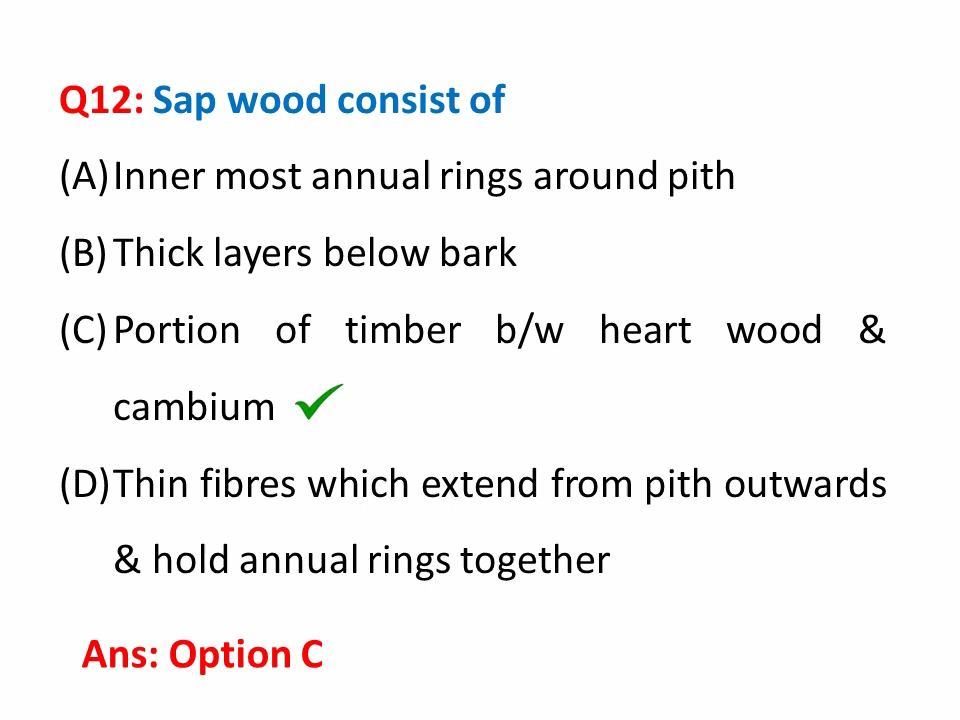 Q12: Sap wood consist of
(A) Inner most annual rings around pith
(B) Thick layers below bark
(C) Portion of timber b/w heart wood &
cambium
(D) Thin fibres which extend from pith outwards
& hold annual rings together
Ans: Option C